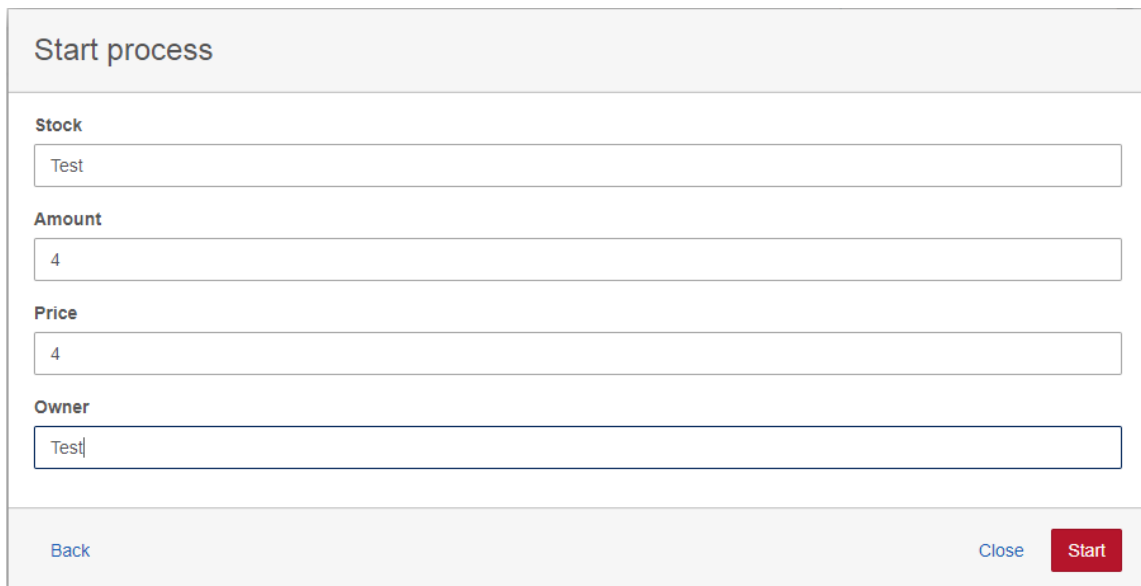 Start process
Stock
Test
Amount
4
Price
4
Owner
Test
Back Close Start